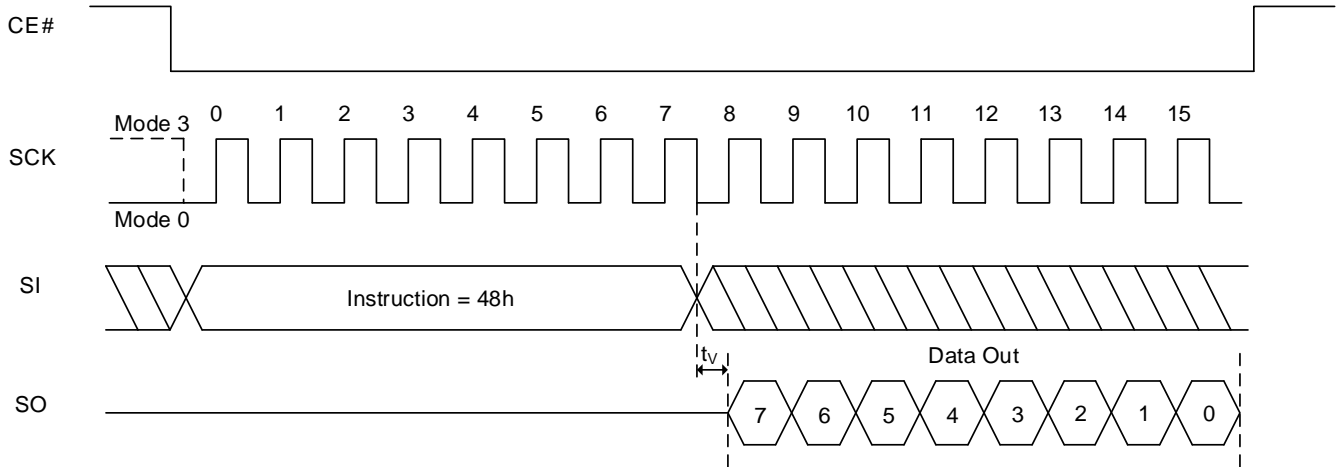 CE#
Mode 3
0 1 2 3 4 5 6 7 8 9 10 11 12 13 14 15
SCK
Mode 0
SI
Instruction = 48h
tV
Data Out
SO
7 6 5 4 3 2 1 0